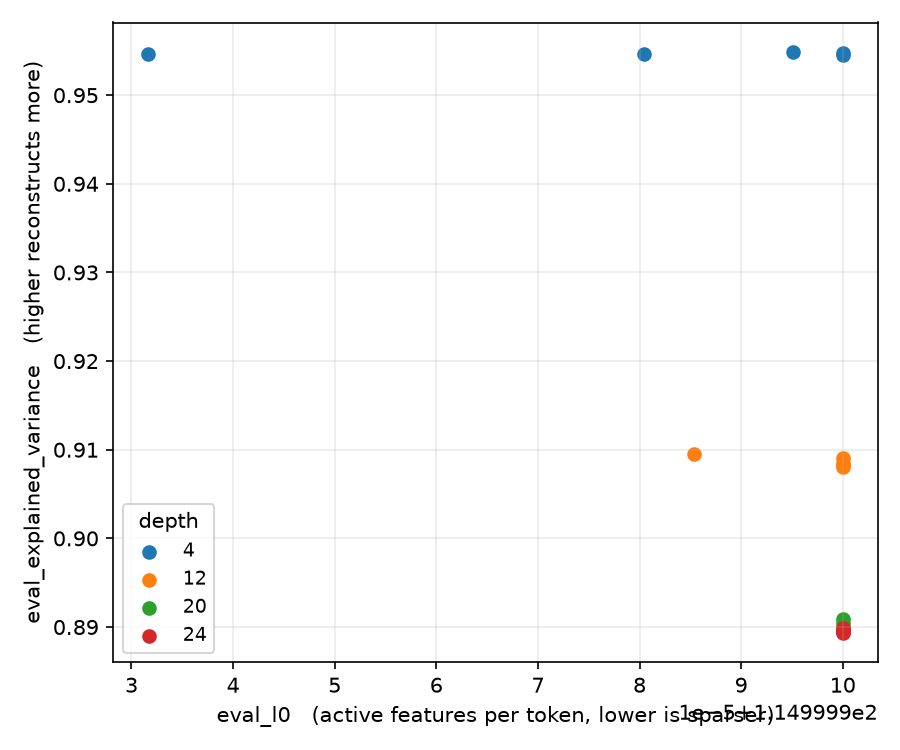 eval_explained_variance   (higher reconstructs more)
0.95
0.94
0.93
0.92
0.91
0.90
0.89
depth
4
12
20
24
3 4 5 6 7 8 9 10
eval_l0   (active features per token, lower is sparser)
1e−5+1.149999e2